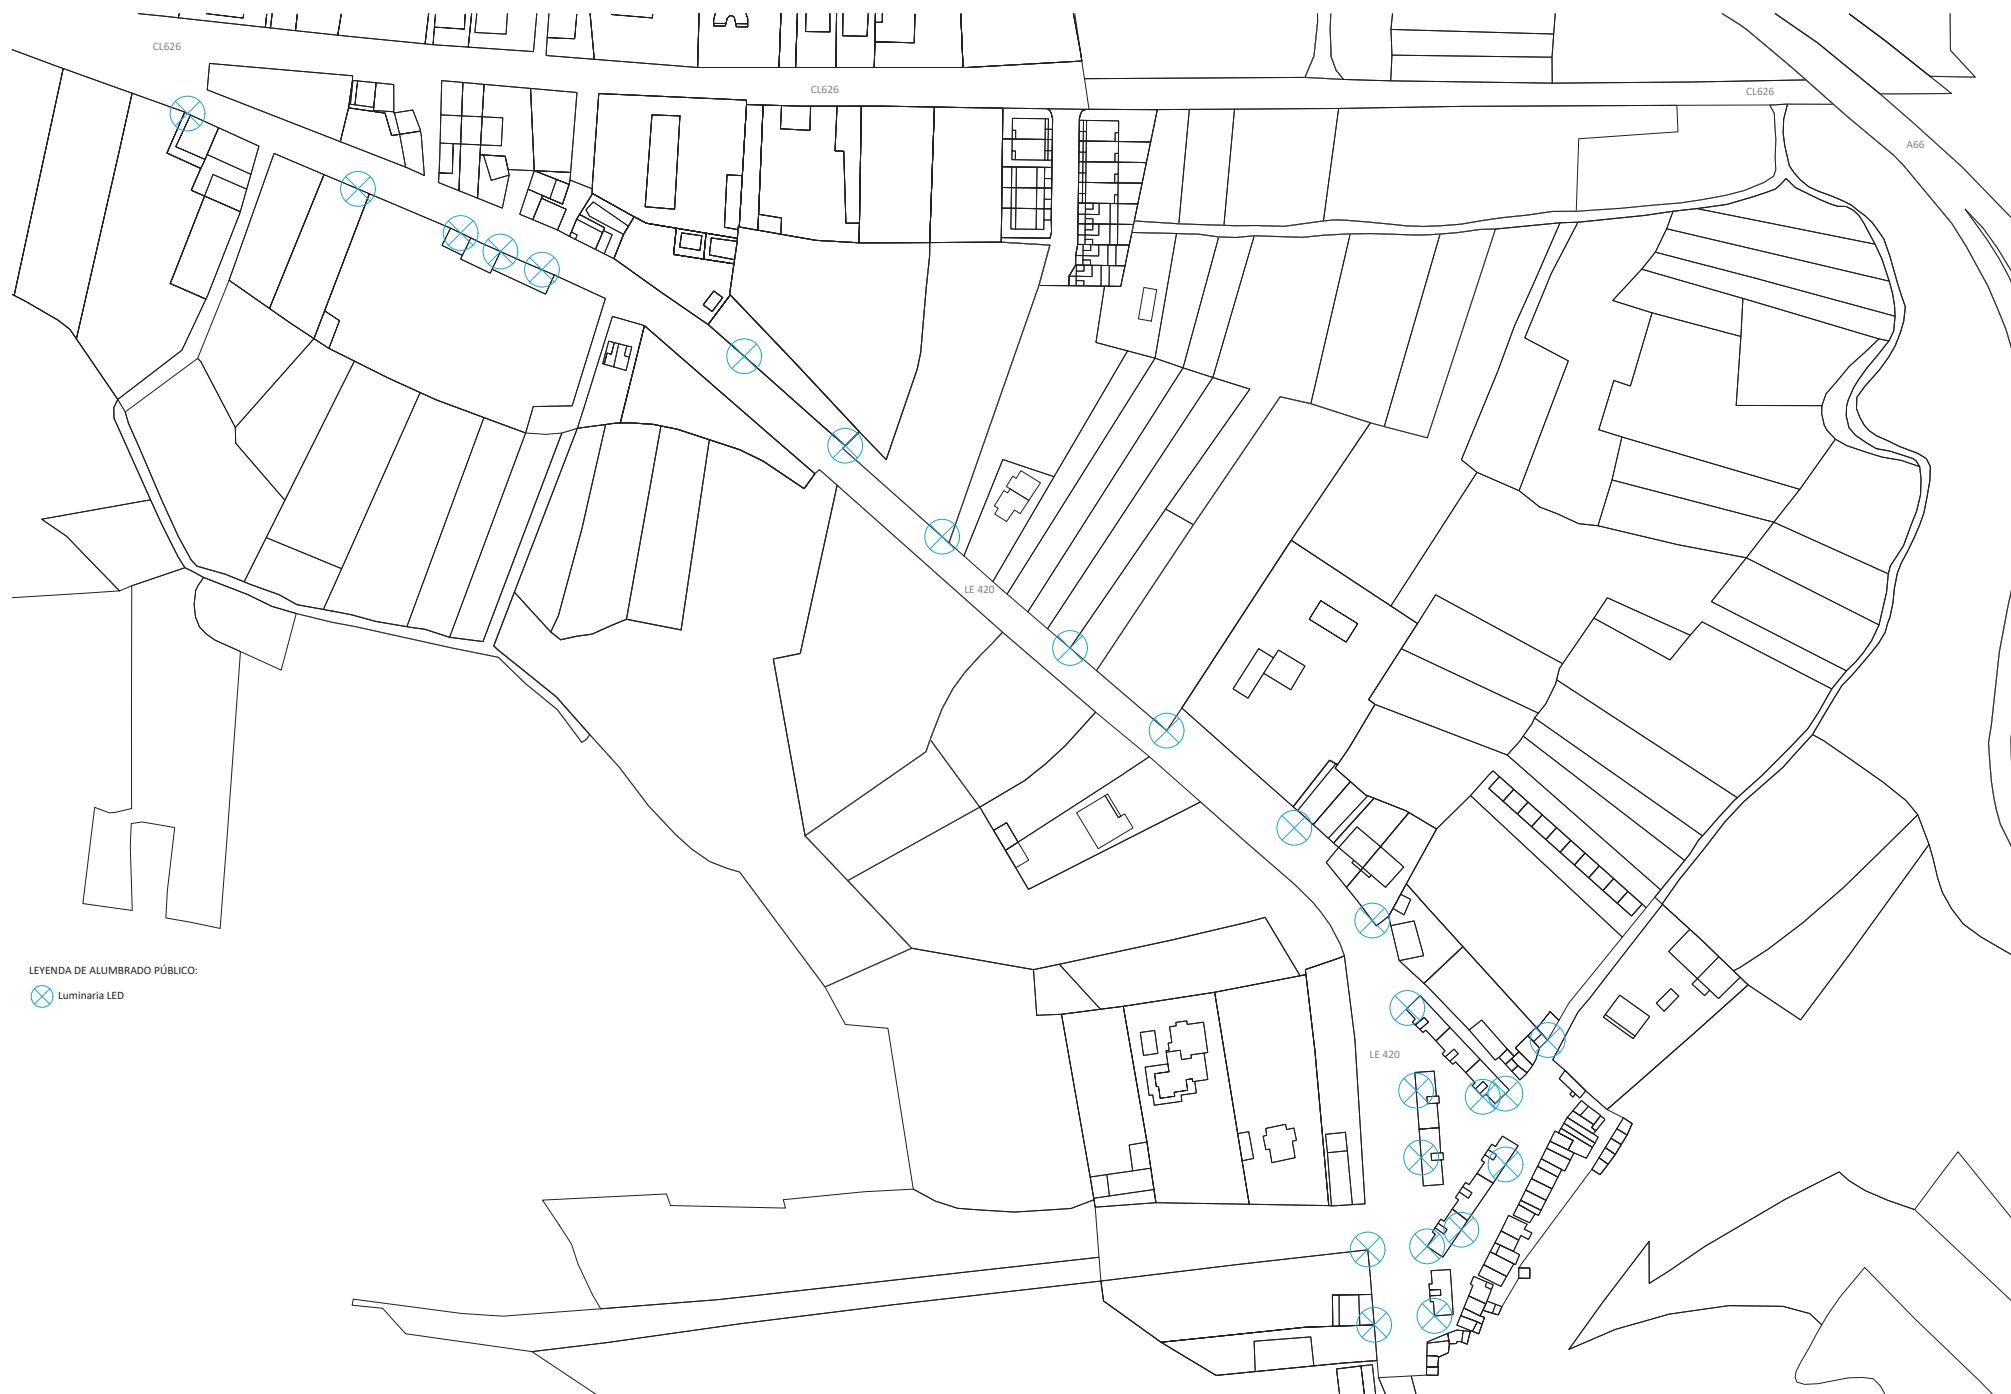 CL626
CL626
CL626
A66
LE 420
LEYENDA DE ALUMBRADO PÚBLICO:
Luminaria LED
LE 420